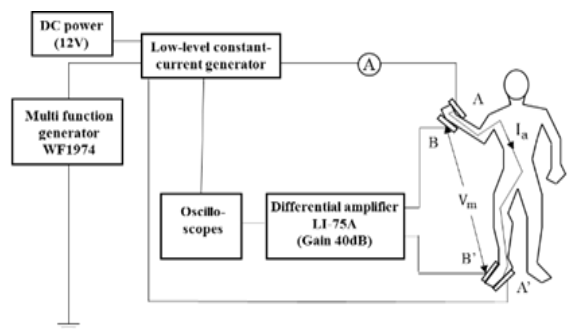 DC power
(12V)
Low-level constant-
current generator
A
Multi function
generator
WF1974
A
B
Ia
Vm
Oscillo-
scopes
Differential amplifier
LI-75A
(Gain 40dB)
B'
A'